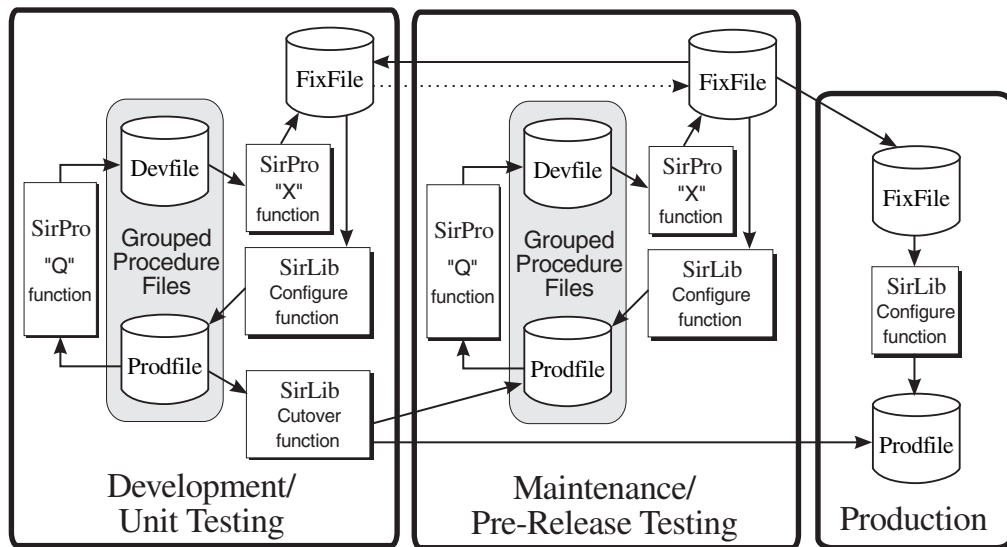 FixFile
Devfile
SirPro
"X"
function
SirPro
"Q"
function
Grouped
Procedure
Files
SirLib
Configure
function
Prodfile
SirLib
Cutover
function
Development/
Unit Testing
FixFile
Devfile
SirPro
"X"
function
SirPro
"Q"
function
Grouped
Procedure
Files
SirLib
Configure
function
Prodfile
Maintenance/
Pre-Release Testing
FixFile
SirLib
Configure
function
Prodfile
Production